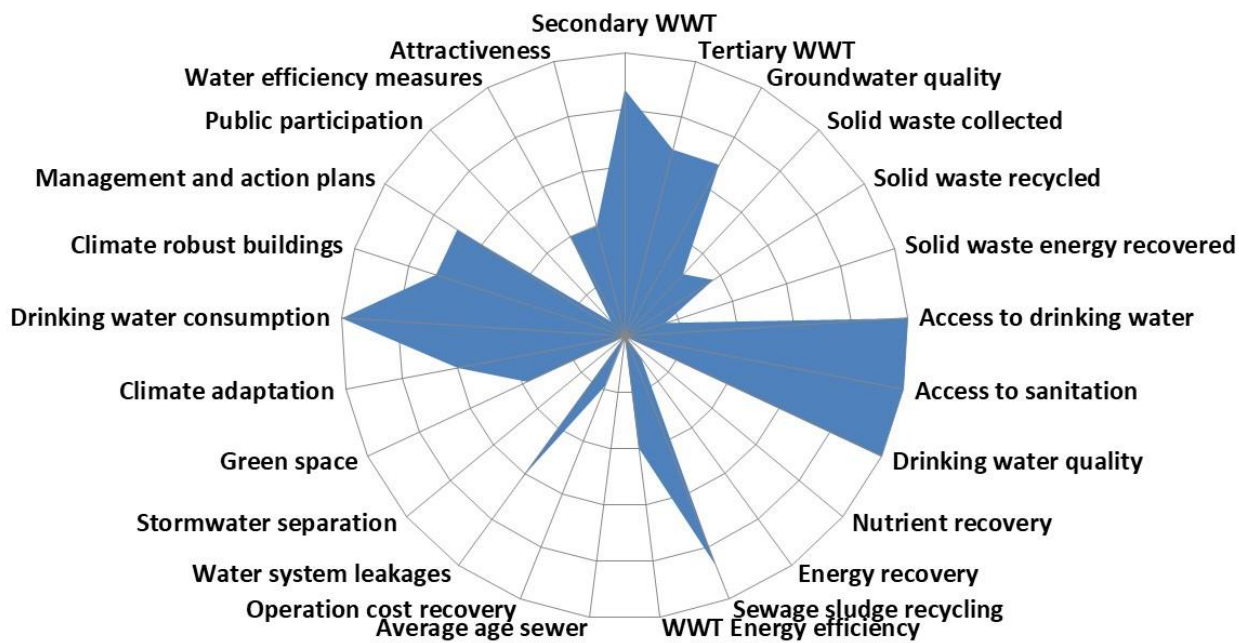 Secondary WWT
Tertiary WWT
Groundwater quality
Solid waste collected
Solid waste recycled
Solid waste energy recovered
Access to drinking water
Access to sanitation
Drinking water quality
Nutrient recovery
Energy recovery
Sewage sludge recycling
WWT Energy efficiency
Average age sewer
Operation cost recovery
Water system leakages
Stormwater separation
Green space
Climate adaptation
Drinking water consumption
Climate robust buildings
Management and action plans
Public participation
Water efficiency measures
Attractiveness